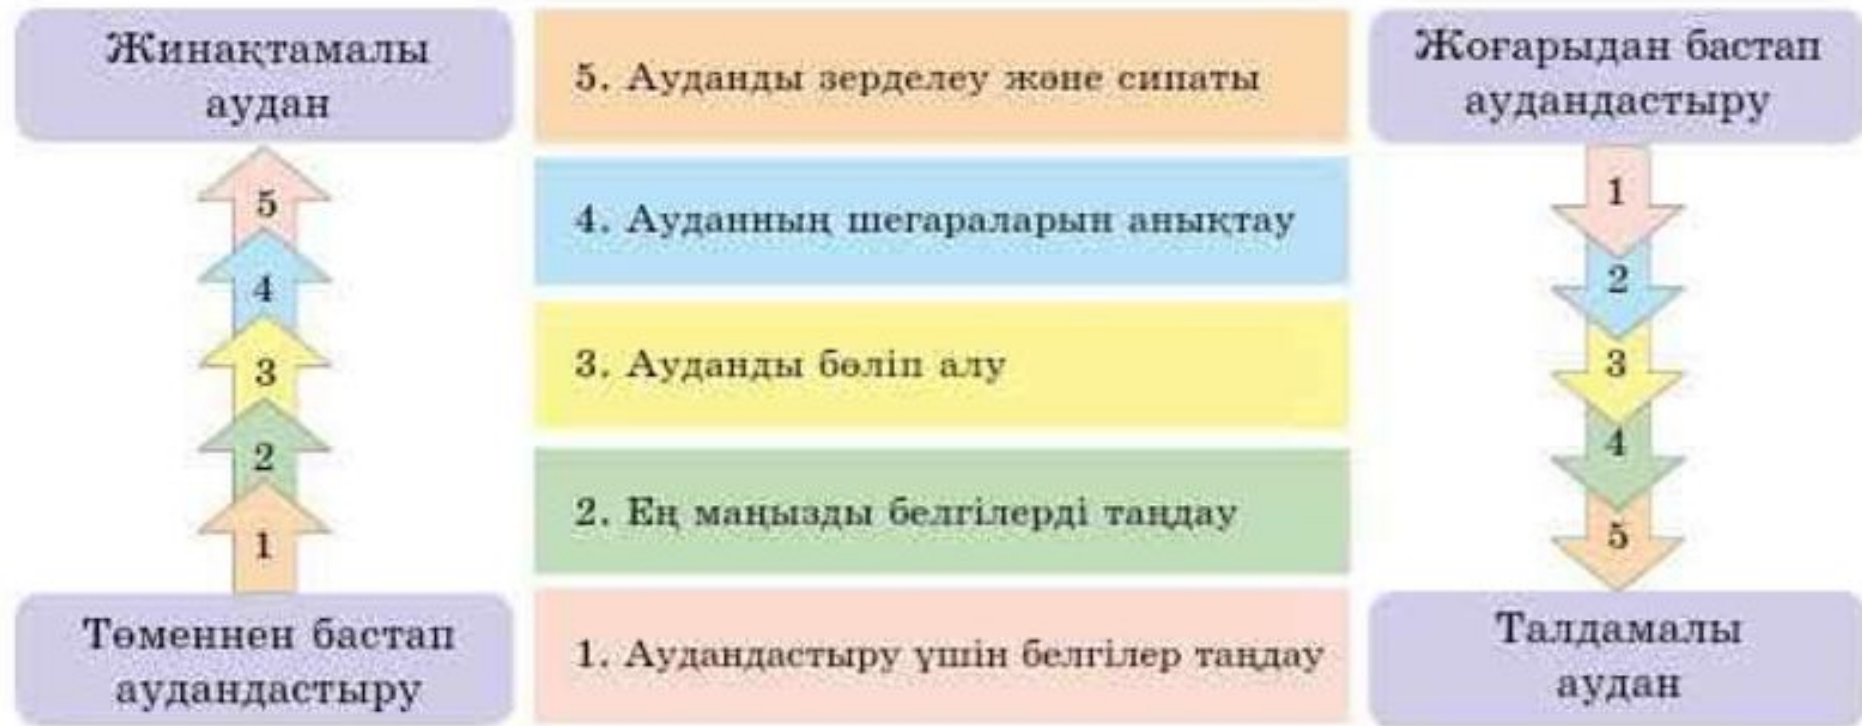 Жинақтамалы
аудан
5
4
3
2
1
Төменнен бастап
аудандастыру
5. Ауданды зерделеу және сипаты
4. Ауданның шегараларын анықтау
3. Ауданды бөліп алу
2. Ең маңызды белгілерді таңдау
1. Аудандастыру үшін белгілер таңдау
Жоғарыдан бастап
аудандастыру
1
2
3
4
5
Талдамалы
аудан